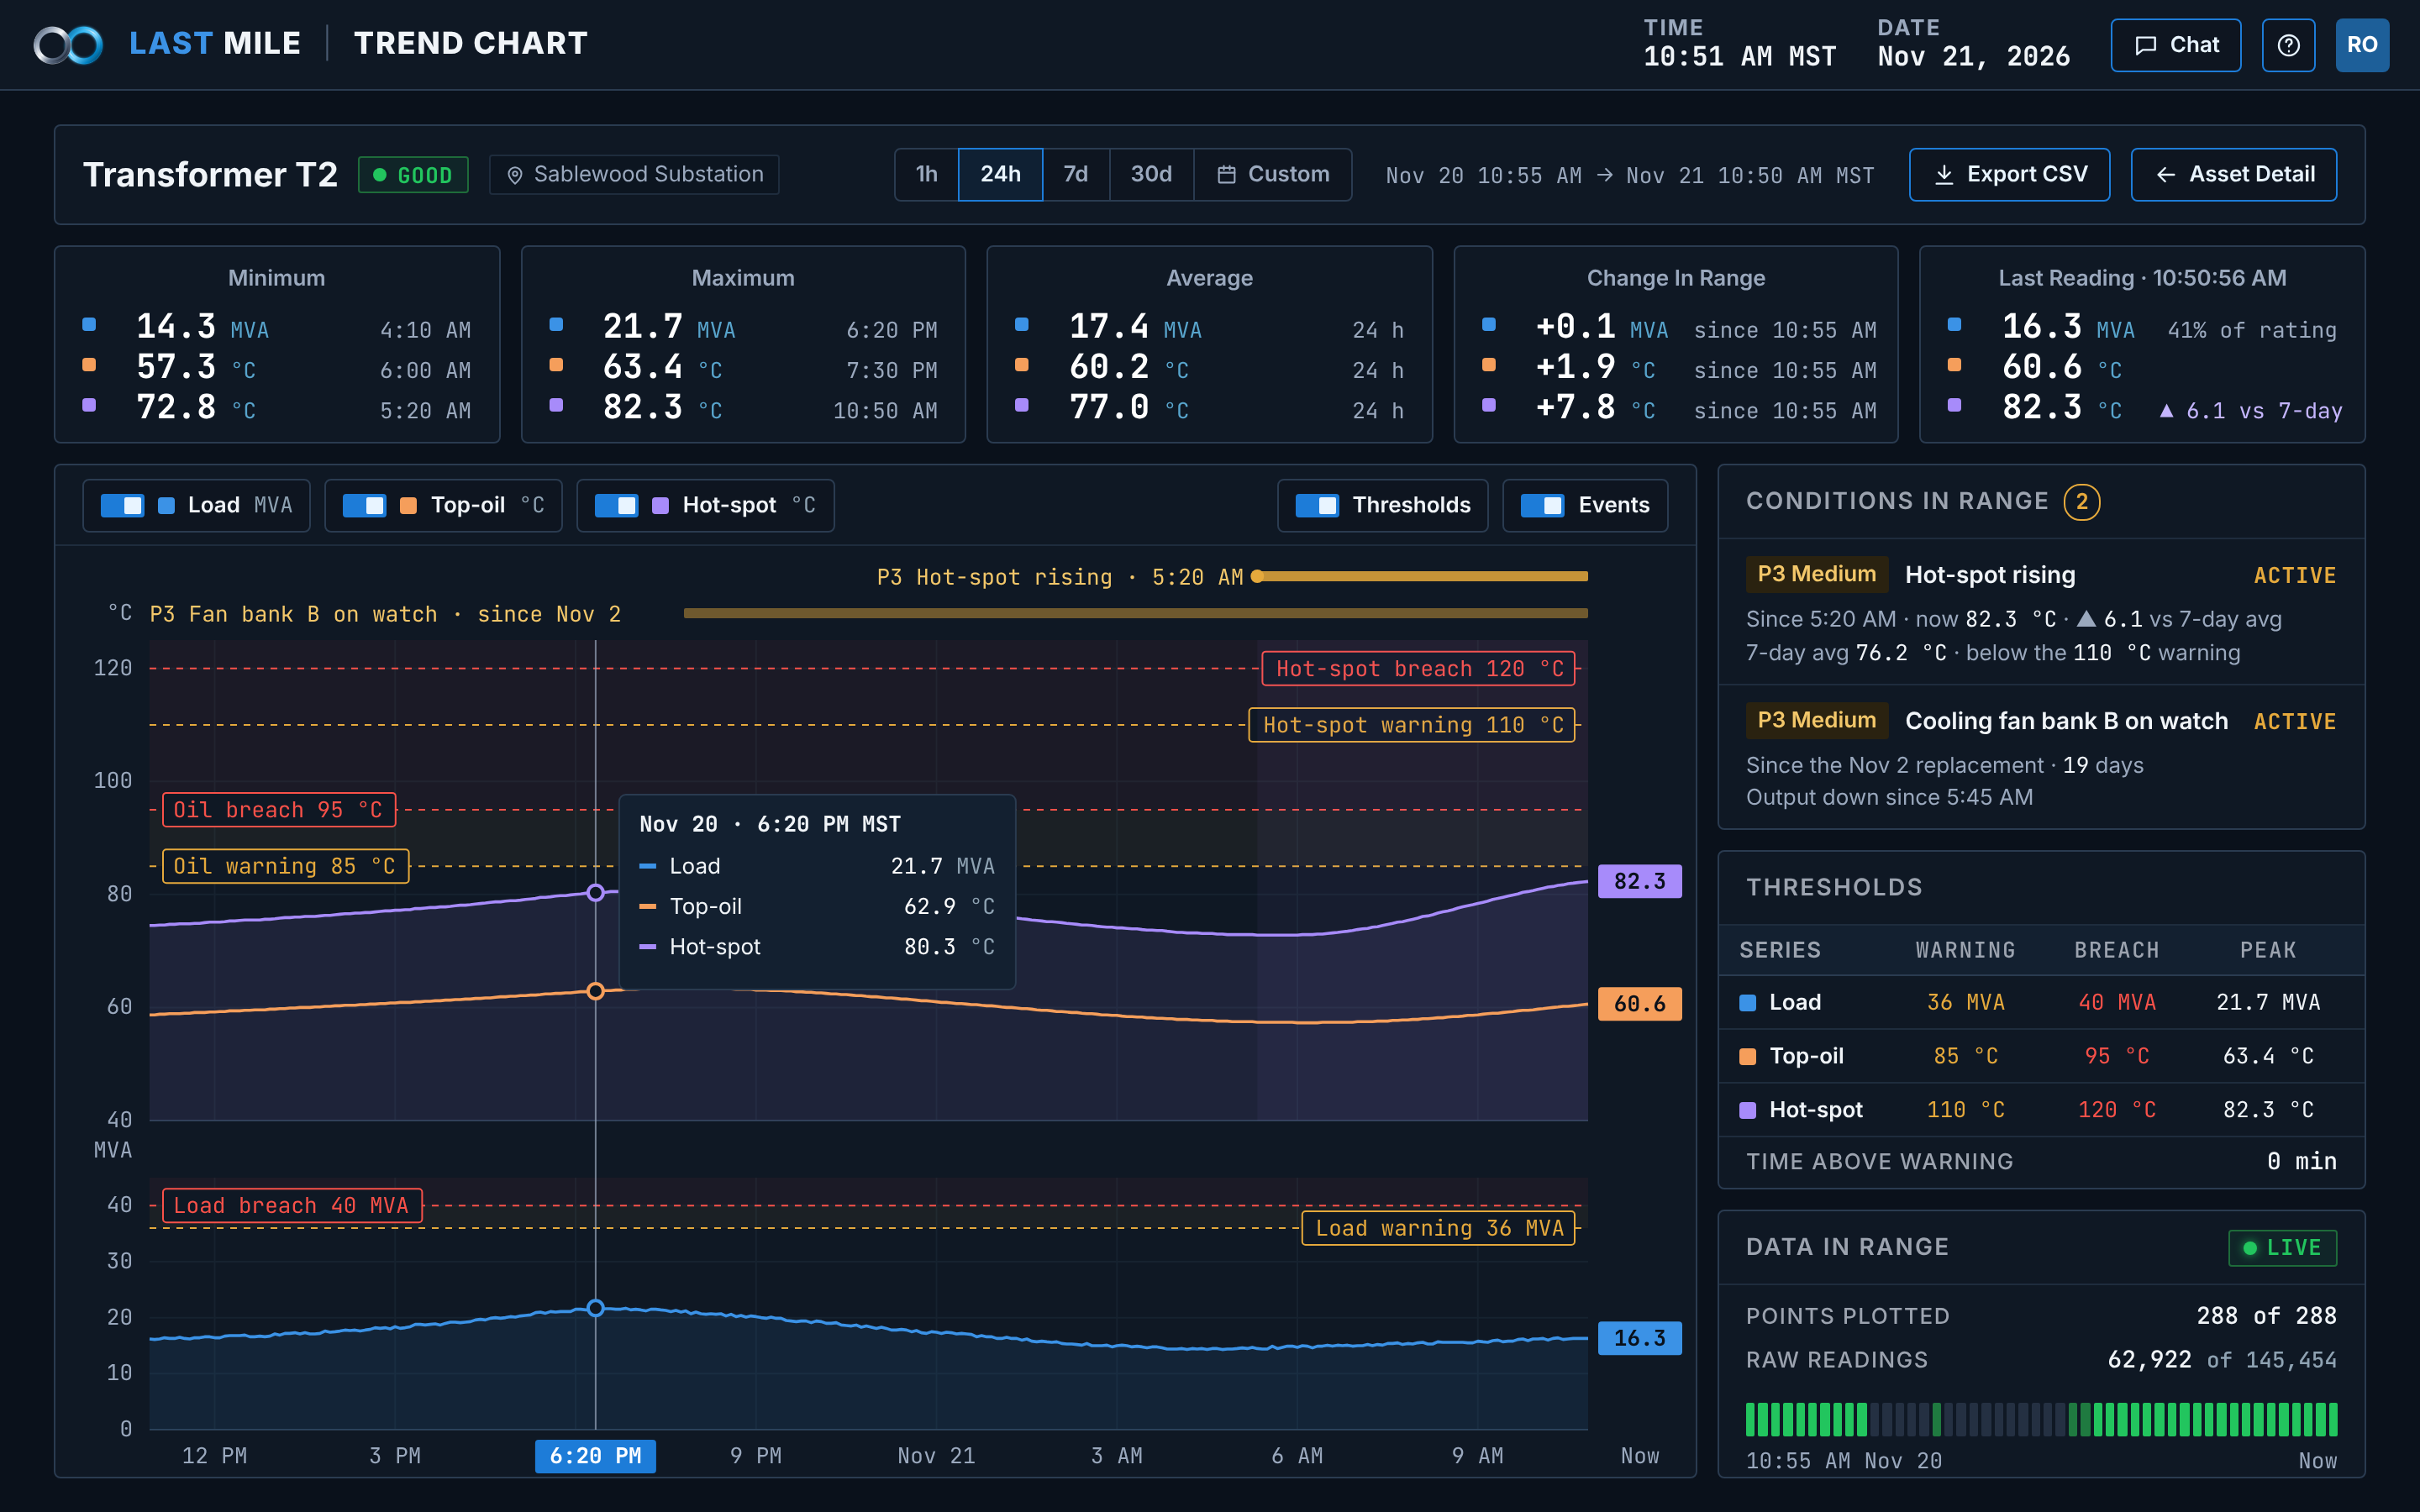 LAST MILE | TREND CHART
TIME
10:51 AM MST
DATE
Nov 21, 2026
Chat
RO
Transformer T2
GOOD
Sablewood Substation
1h 24h 7d 30d Custom
Nov 20 10:55 AM → Nov 21 10:50 AM MST
Export CSV
← Asset Detail
Minimum
14.3 MVA 4:10 AM
57.3 °C 6:00 AM
72.8 °C 5:20 AM
Maximum
21.7 MVA 6:20 PM
63.4 °C 7:30 PM
82.3 °C 10:50 AM
Average
17.4 MVA 24 h
60.2 °C 24 h
77.0 °C 24 h
Change In Range
+0.1 MVA since 10:55 AM
+1.9 °C since 10:55 AM
+7.8 °C since 10:55 AM
Last Reading · 10:50:56 AM
16.3 MVA 41% of rating
60.6 °C
82.3 °C ▲ 6.1 vs 7-day
Load MVA
Top-oil °C
Hot-spot °C
Thresholds
Events
P3 Hot-spot rising · 5:20 AM
°C
P3 Fan bank B on watch · since Nov 2
120
100
80
60
40
Hot-spot breach 120 °C
Hot-spot warning 110 °C
Oil breach 95 °C
Oil warning 85 °C
Nov 20 · 6:20 PM MST
Load 21.7 MVA
Top-oil 62.9 °C
Hot-spot 80.3 °C
82.3
60.6
MVA
40
30
20
10
0
Load breach 40 MVA
Load warning 36 MVA
16.3
12 PM 3 PM 6:20 PM 9 PM Nov 21 3 AM 6 AM 9 AM Now
CONDITIONS IN RANGE 2
P3 Medium Hot-spot rising ACTIVE
Since 5:20 AM · now 82.3 °C · ▲ 6.1 vs 7-day avg
7-day avg 76.2 °C · below the 110 °C warning
P3 Medium Cooling fan bank B on watch ACTIVE
Since the Nov 2 replacement · 19 days
Output down since 5:45 AM
THRESHOLDS
SERIES WARNING BREACH PEAK
Load 36 MVA 40 MVA 21.7 MVA
Top-oil 85 °C 95 °C 63.4 °C
Hot-spot 110 °C 120 °C 82.3 °C
TIME ABOVE WARNING 0 min
DATA IN RANGE LIVE
POINTS PLOTTED 288 of 288
RAW READINGS 62,922 of 145,454
10:55 AM Nov 20 Now